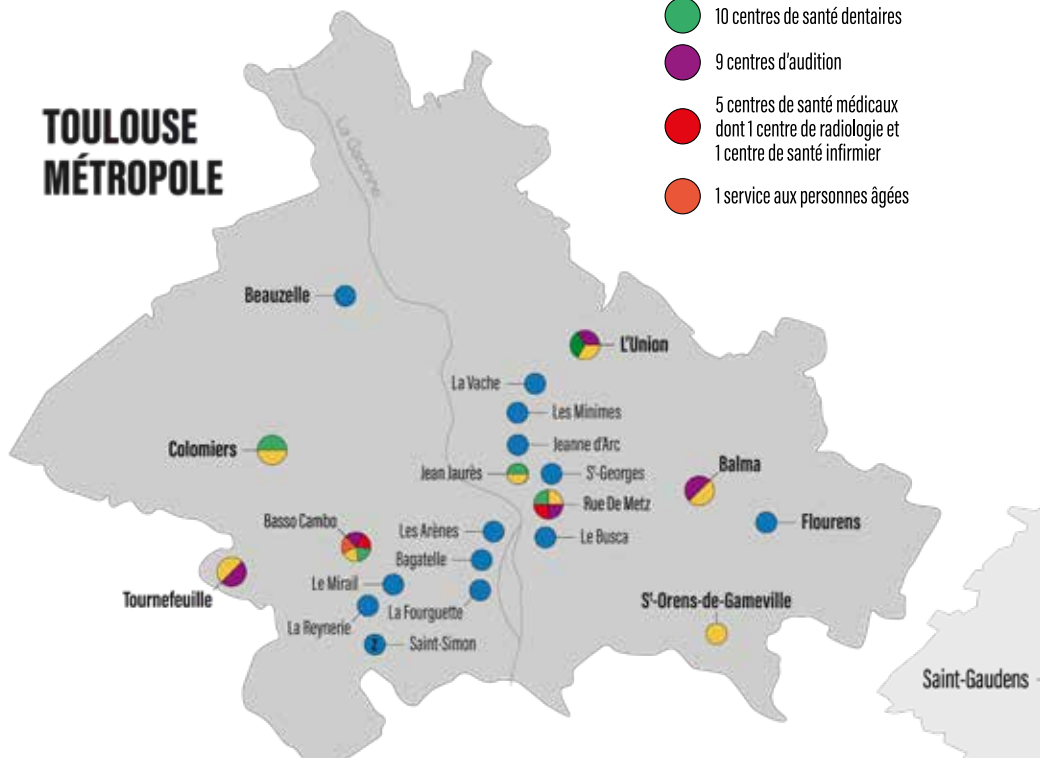 10 centres de santé dentaires
9 centres d'audition
5 centres de santé médicaux
dont 1 centre de radiologie et
1 centre de santé infirmier
1 service aux personnes âgées
TOULOUSE
MÉTROPOLE
La Garonne
Beauzelle
L'Union
La Vache
Les Minimes
Jeanne d'Arc
Colomiers
Jean Jaurès
St-Georges
Balma
Rue De Metz
Basso Cambo
Les Arènes
Flourens
Le Busca
Bagatelle
Le Mirail
Tournefeuille
La Fourguette
St-Orens-de-Gameville
La Reynerie
2
Saint-Simon
Saint-Gaudens